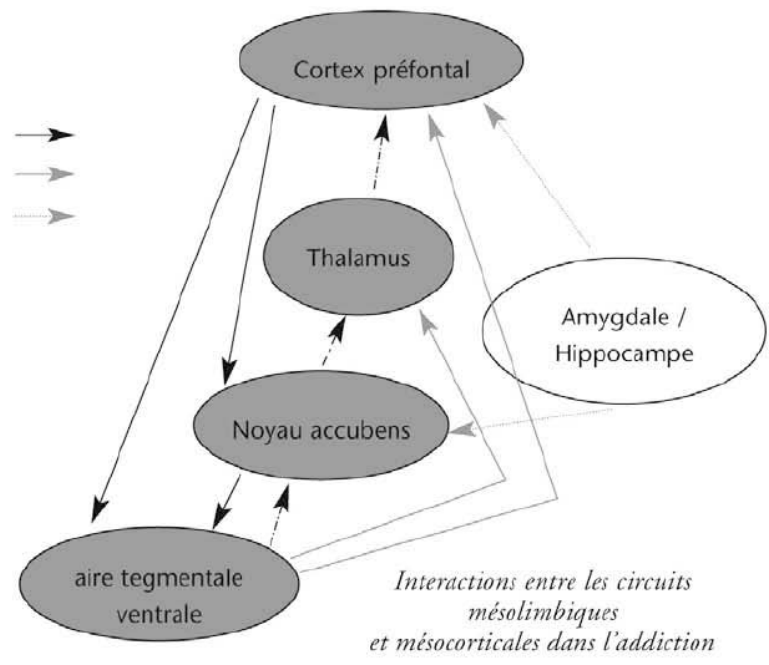 Cortex préfontal
Thalamus
Amygdale /
Hippocampe
Noyau accubens
aire tegmentale
ventrale
Interactions entre les circuits
mésolimbiques
et mésocorticales dans l'addiction